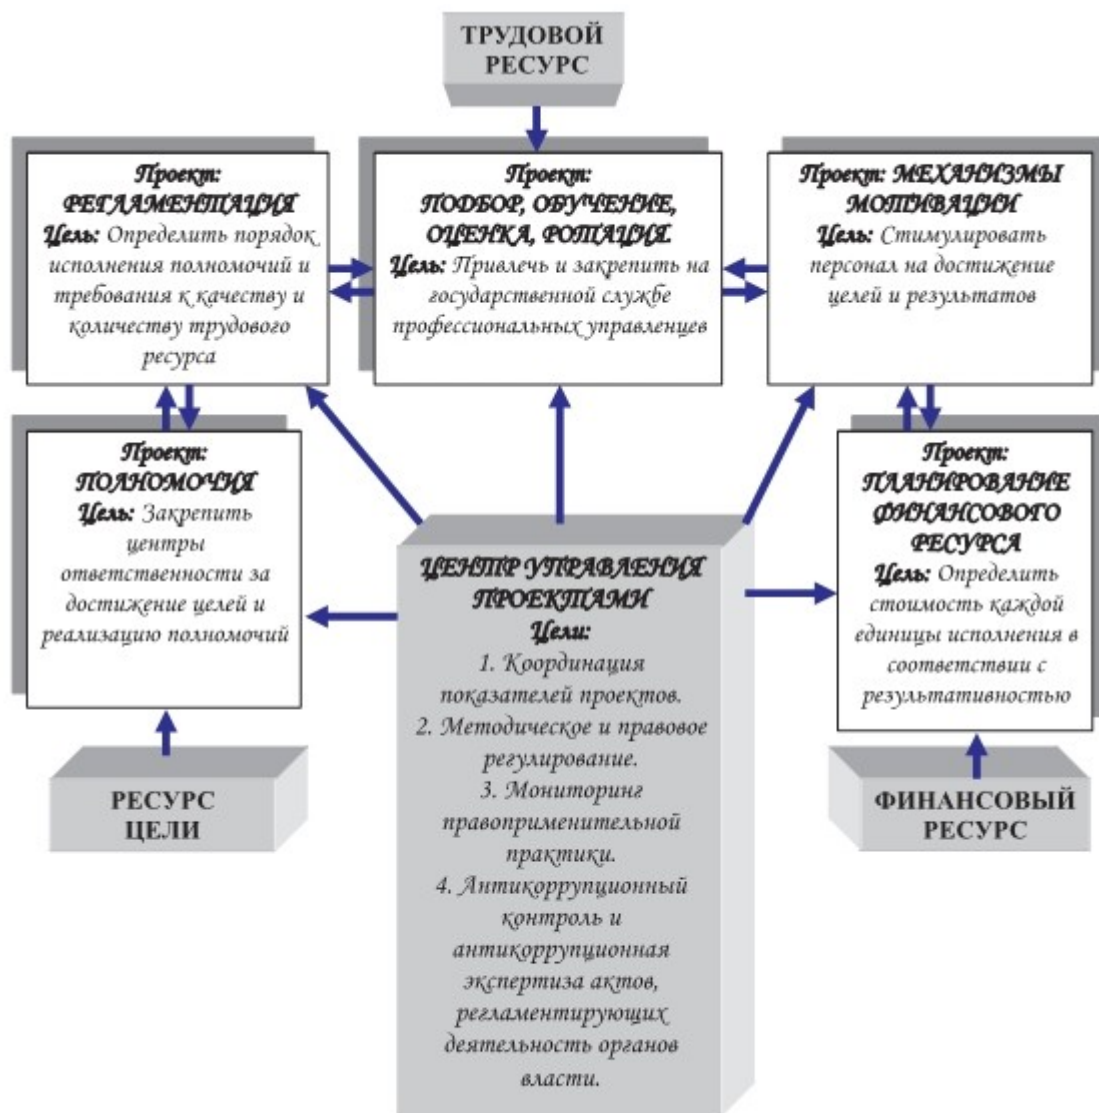 ТРУДОВОЙ
РЕСУРС
Проект:
РЕГЛАМЕНТАЦИЯ
Цель: Определить порядок
исполнения полномочий и
требования к качеству и
количеству трудового
ресурса
Проект:
ПОДБОР, ОБУЧЕНИЕ,
ОЦЕНКА, РОТАЦИЯ.
Цель: Привлечь и закрепить на
государственной службе
профессиональных управленцев
Проект: МЕХАНИЗМЫ
МОТИВАЦИИ
Цель: Стимулировать
персонал на достижение
целей и результатов
Проект:
ПОЛНОМОЧИЯ
Цель: Закрепить
центры
ответственности за
достижение целей и
реализацию полномочий
ЦЕНТР УПРАВЛЕНИЯ
ПРОЕКТАМИ
Цели:
1. Координация
показателей проектов.
2. Методическое и правовое
регулирование.
3. Мониторинг
правоприменительной
практики.
4. Антикоррупционный
контроль и
антикоррупционная
экспертиза актов,
регламентирующих
деятельность органов
власти.
Проект:
ПЛАНИРОВАНИЕ
ФИНАНСОВОГО
РЕСУРСА
Цель: Определить
стоимость каждой
единицы исполнения в
соответствии с
результативностью
РЕСУРС
ЦЕЛИ
ФИНАНСОВЫЙ
РЕСУРС